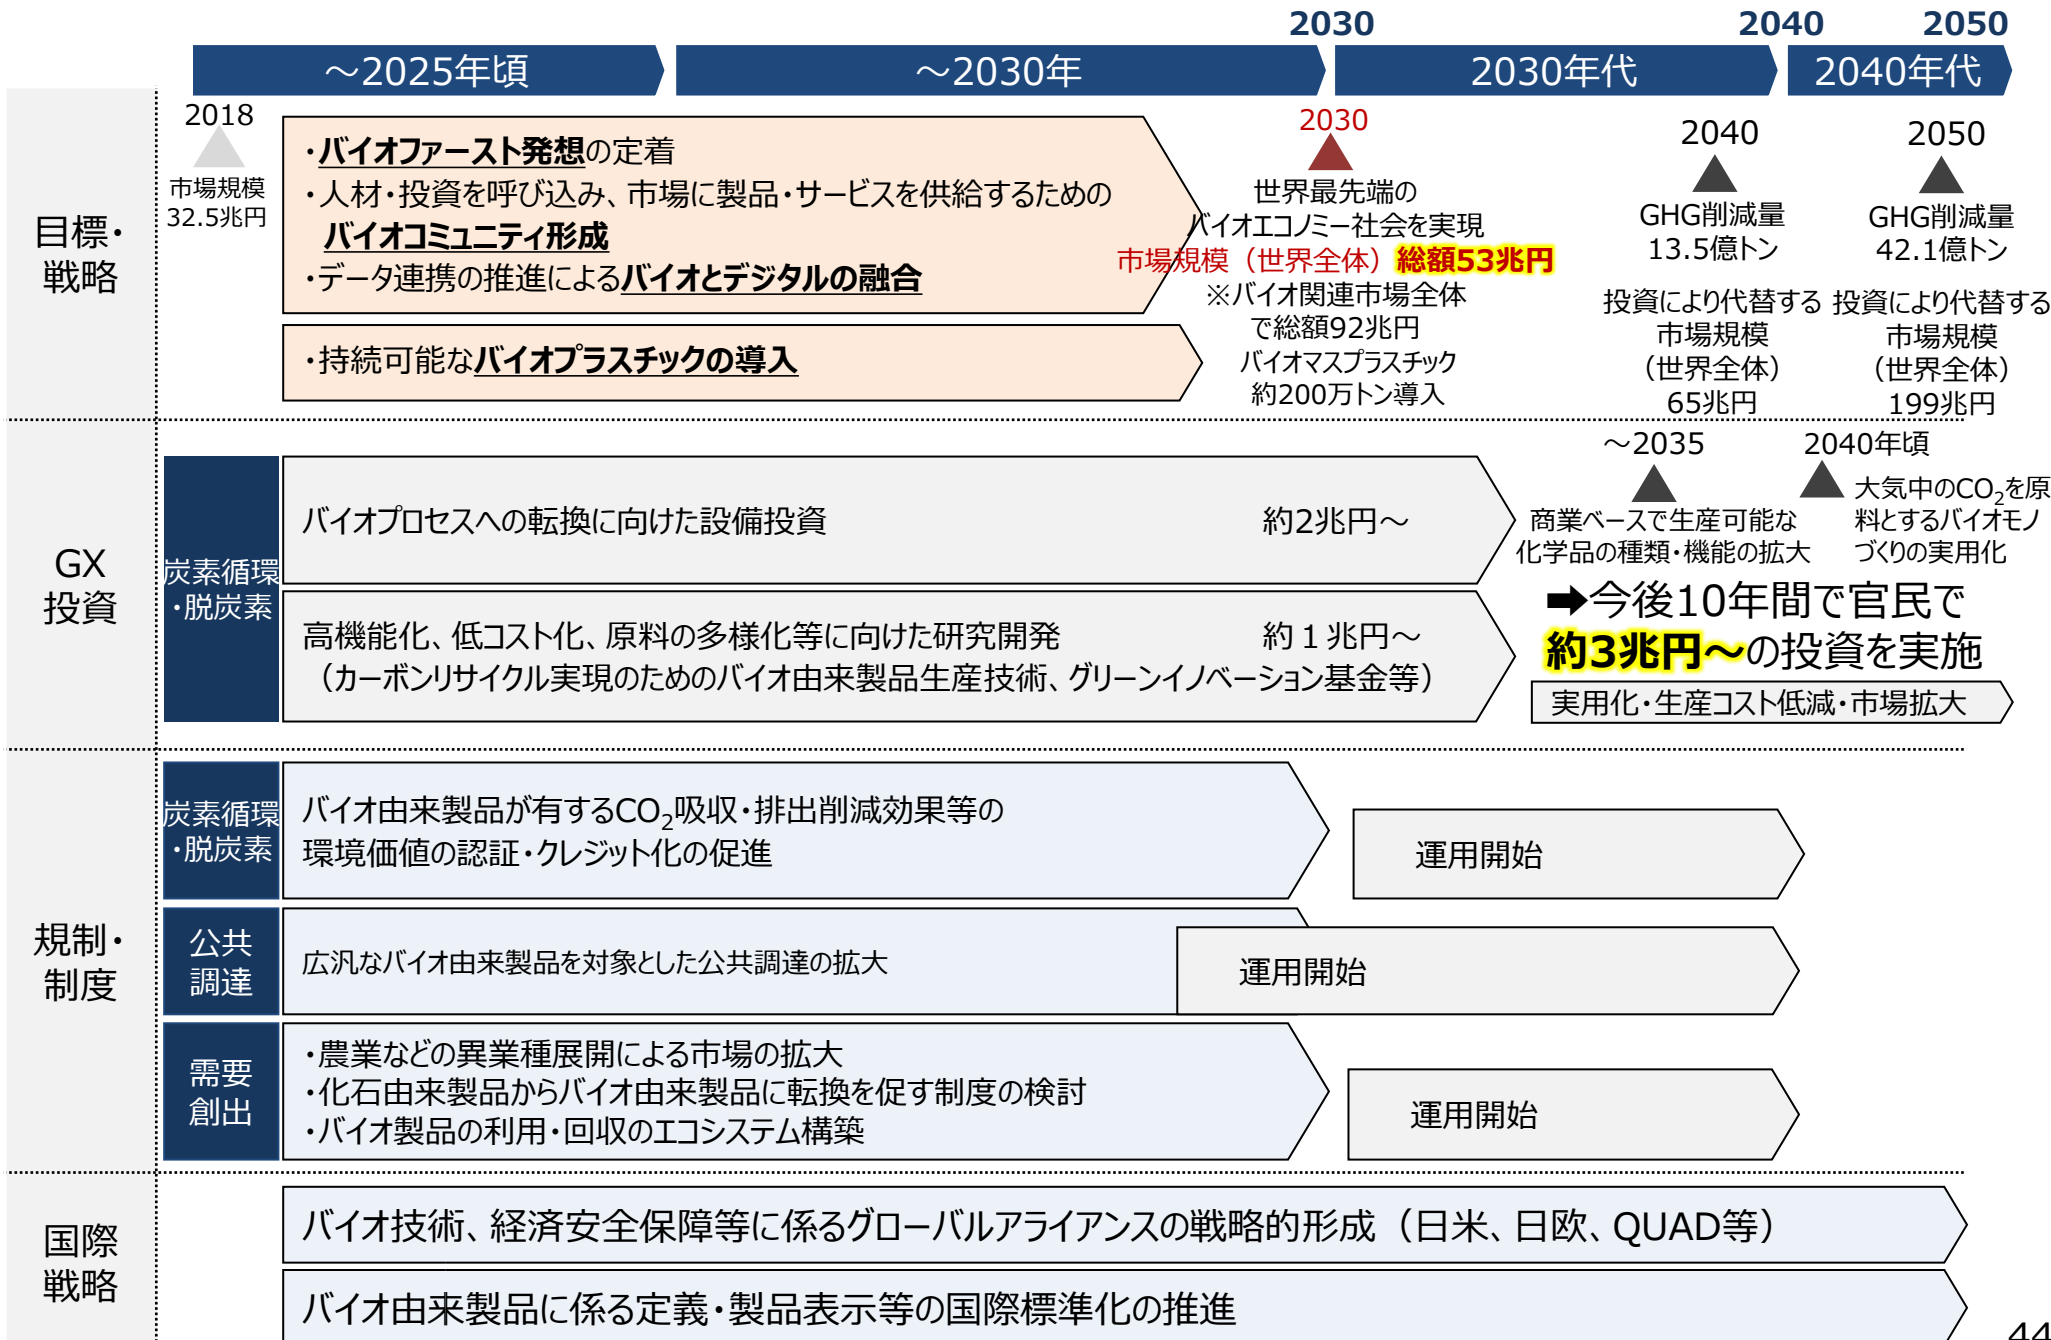 2030
2040
2050
～2025年頃
～2030年
2030年代
2040年代
目標・
戦略
2018
市場規模
32.5兆円
・バイオファースト発想の定着
・人材・投資を呼び込み、市場に製品・サービスを供給するための
バイオコミュニティ形成
・データ連携の推進によるバイオとデジタルの融合
・持続可能なバイオプラスチックの導入
2030
世界最先端の
バイオエコノミー社会を実現
市場規模（世界全体）総額53兆円
※バイオ関連市場全体
で総額92兆円
バイオマスプラスチック
約200万トン導入
2040
GHG削減量
13.5億トン
投資により代替する
市場規模
（世界全体）
65兆円
2050
GHG削減量
42.1億トン
投資により代替する
市場規模
（世界全体）
199兆円
GX
投資
炭素循環
・脱炭素
バイオプロセスへの転換に向けた設備投資 約2兆円～
高機能化、低コスト化、原料の多様化等に向けた研究開発 約１兆円～
（カーボンリサイクル実現のためのバイオ由来製品生産技術、グリーンイノベーション基金等）
～2035
商業ベースで生産可能な
化学品の種類・機能の拡大
2040年頃
大気中のCO₂を原
料とするバイオモノ
づくりの実用化
➡今後10年間で官民で
約3兆円～の投資を実施
実用化・生産コスト低減・市場拡大
規制・
制度
炭素循環
・脱炭素
バイオ由来製品が有するCO₂吸収・排出削減効果等の
環境価値の認証・クレジット化の促進
運用開始
公共
調達
広汎なバイオ由来製品を対象とした公共調達の拡大
運用開始
需要
創出
・農業などの異業種展開による市場の拡大
・化石由来製品からバイオ由来製品に転換を促す制度の検討
・バイオ製品の利用・回収のエコシステム構築
運用開始
国際
戦略
バイオ技術、経済安全保障等に係るグローバルアライアンスの戦略的形成（日米、日欧、QUAD等）
バイオ由来製品に係る定義・製品表示等の国際標準化の推進
44